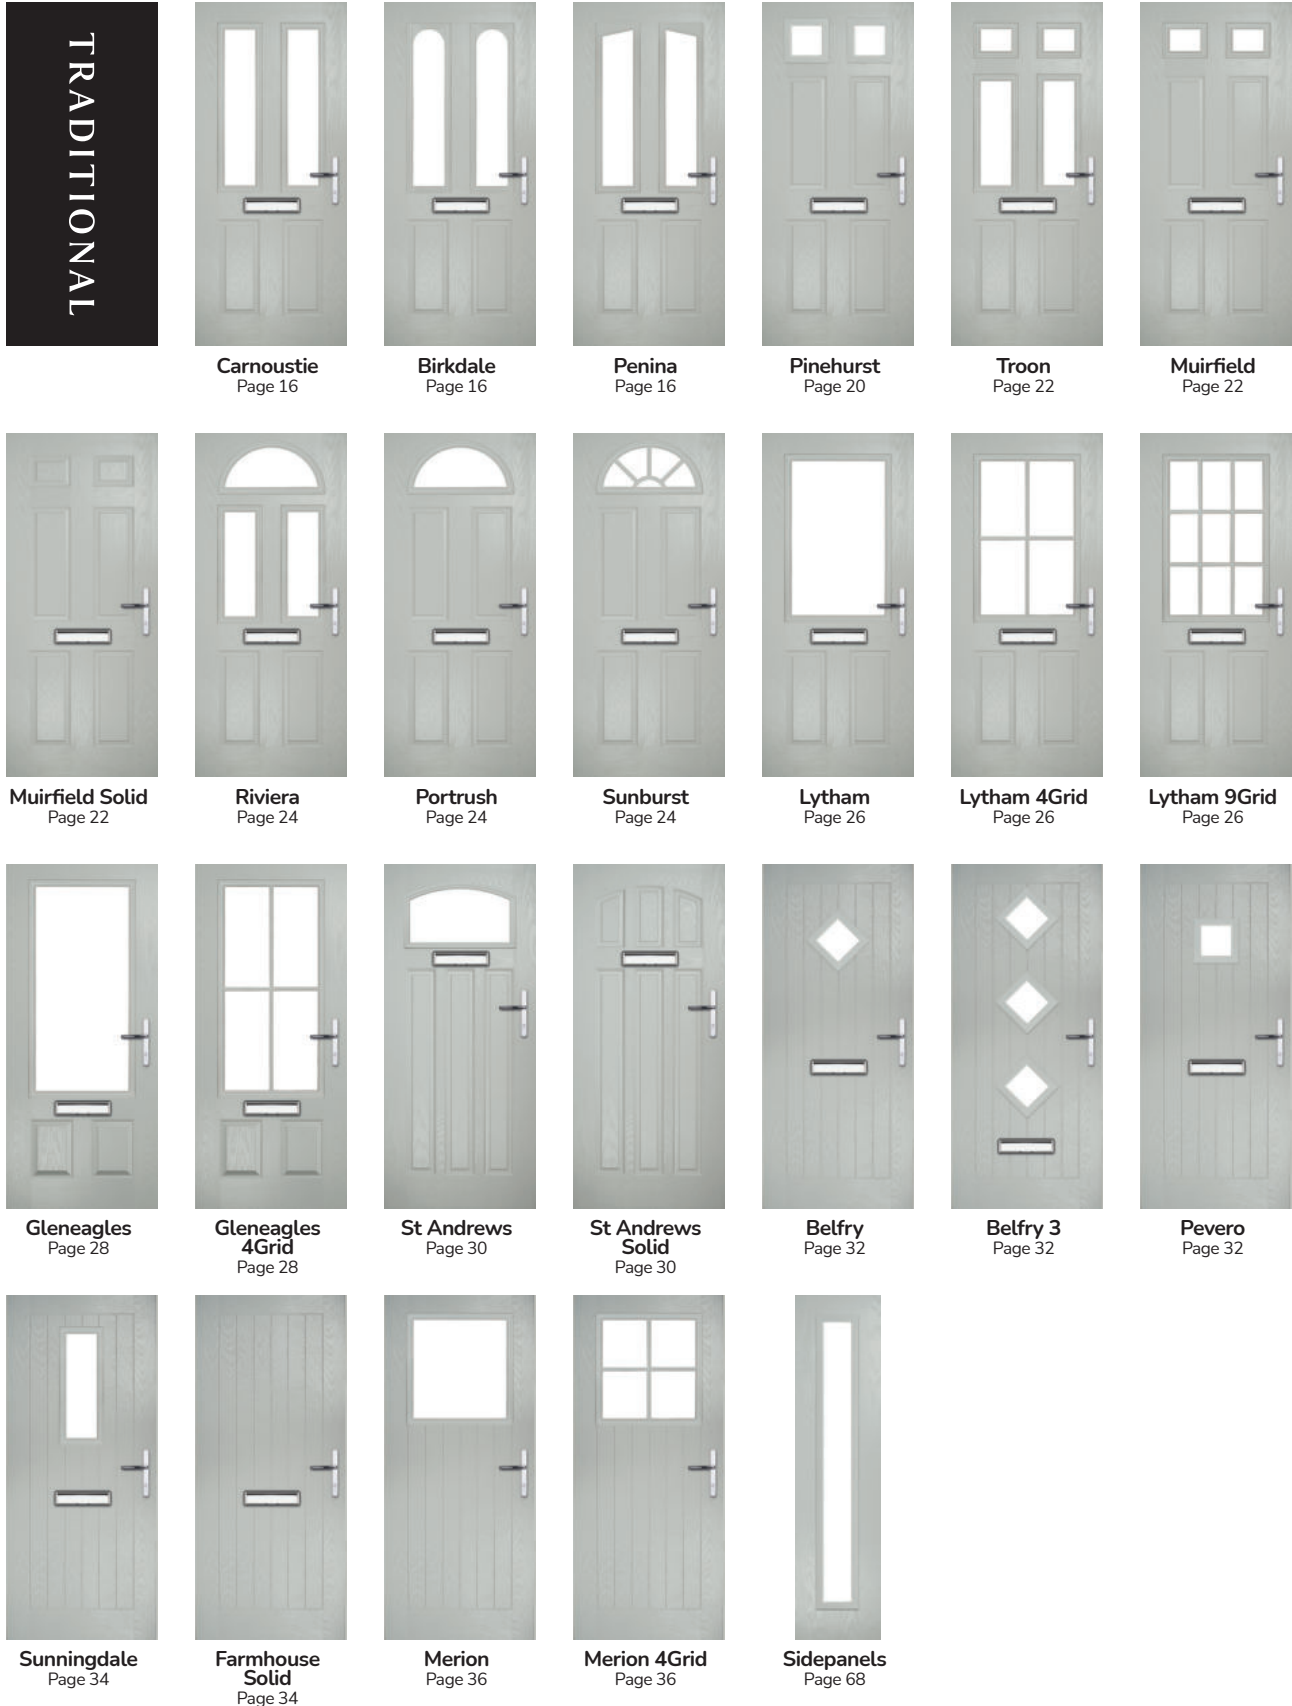 TRADITIONAL
Carnoustie
Page 16
Birkdale
Page 16
Penina
Page 16
Pinehurst
Page 20
Troon
Page 22
Muirfield
Page 22
Muirfield Solid
Page 22
Riviera
Page 24
Portrush
Page 24
Sunburst
Page 24
Lytham
Page 26
Lytham 4Grid
Page 26
Lytham 9Grid
Page 26
Gleneagles
Page 28
Gleneagles
4Grid
Page 28
St Andrews
Page 30
St Andrews
Solid
Page 30
Belfry
Page 32
Belfry 3
Page 32
Pevero
Page 32
Sunningdale
Page 34
Farmhouse
Solid
Page 34
Merion
Page 36
Merion 4Grid
Page 36
Sidepanels
Page 68